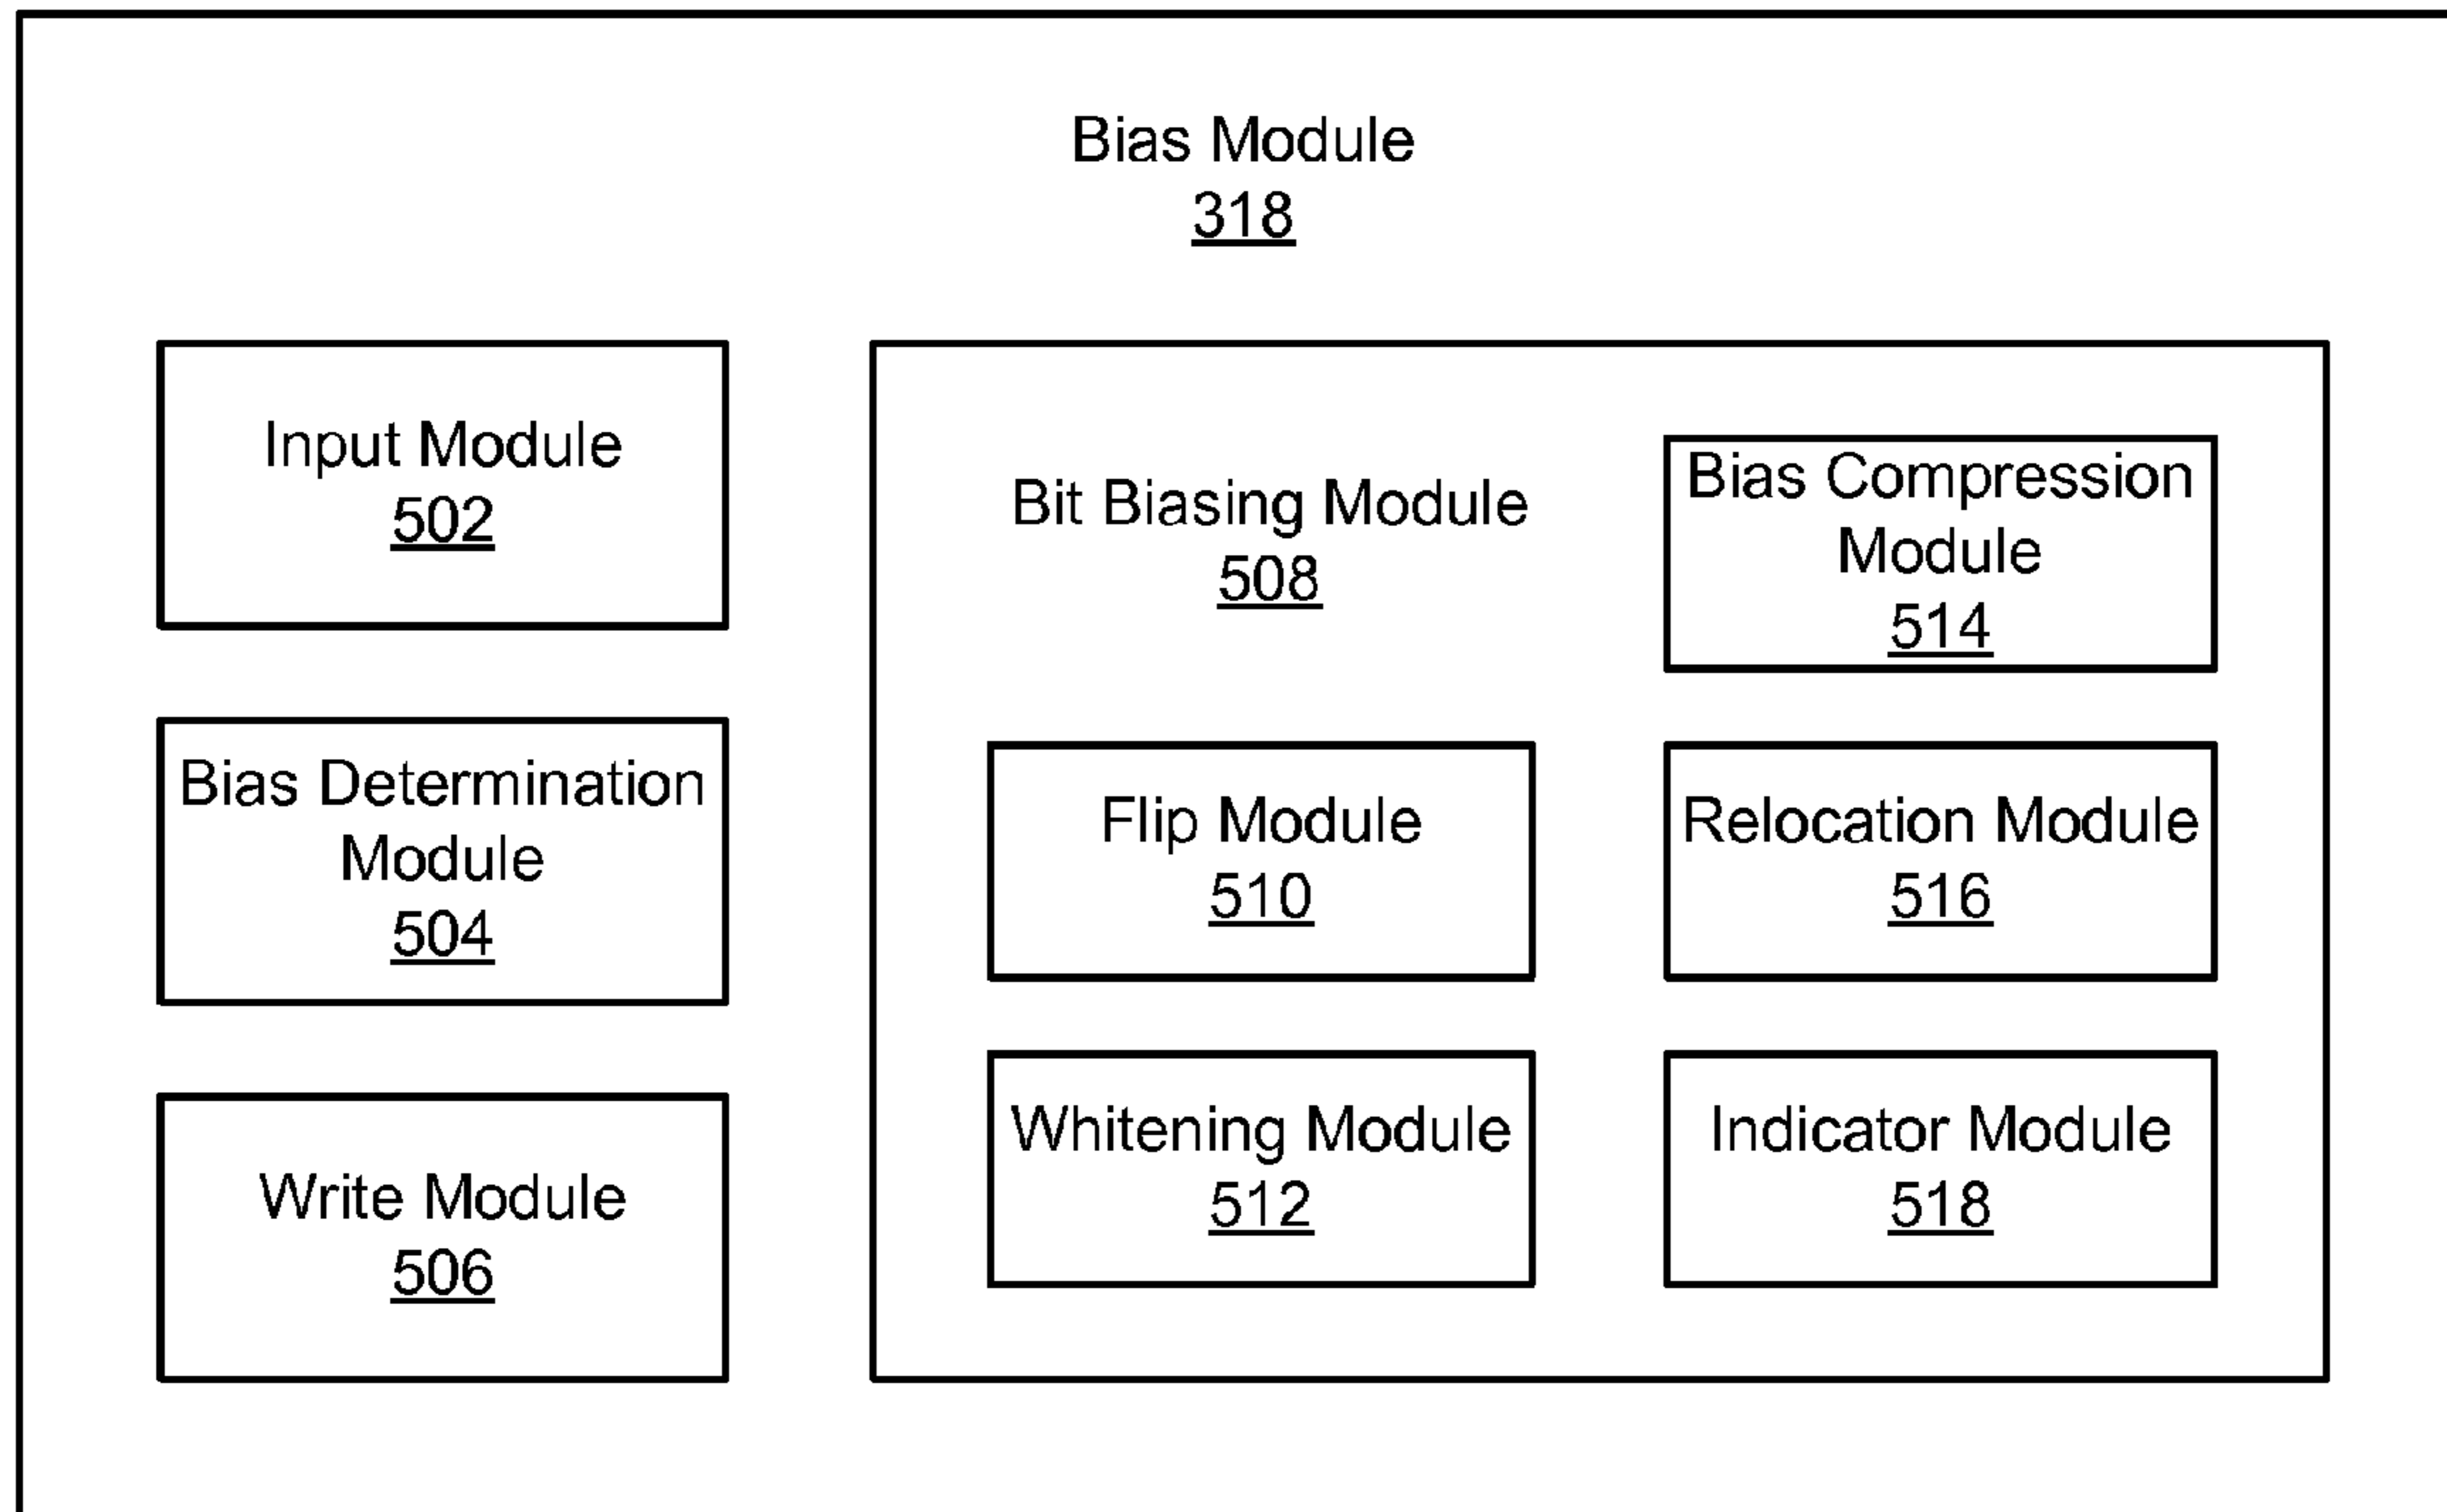 Bias Module
318
Input Module
502
Bias Determination
Module
504
Write Module
506
Bit Biasing Module
508
Bias Compression
Module
514
Flip Module
510
Relocation Module
516
Whitening Module
512
Indicator Module
518